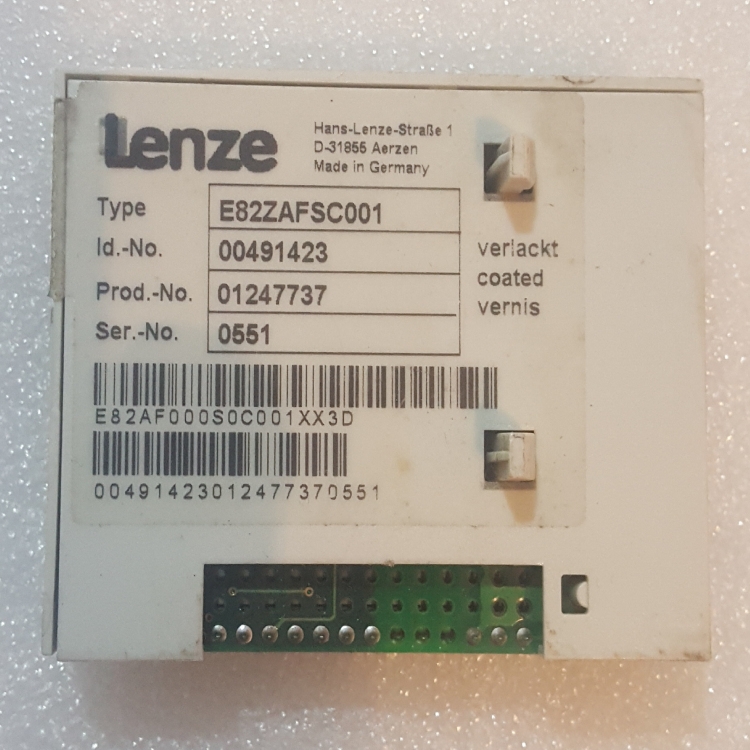 Lenze
Hans-Lenze-Straße 1
D-31855 Aerzen
Made in Germany
Type E82ZAFSC001
Id.-No. 00491423
Prod.-No. 01247737
Ser.-No. 0551
verlackt
coated
vernis
E82AF000S0C001XX3D
00491423012477370551